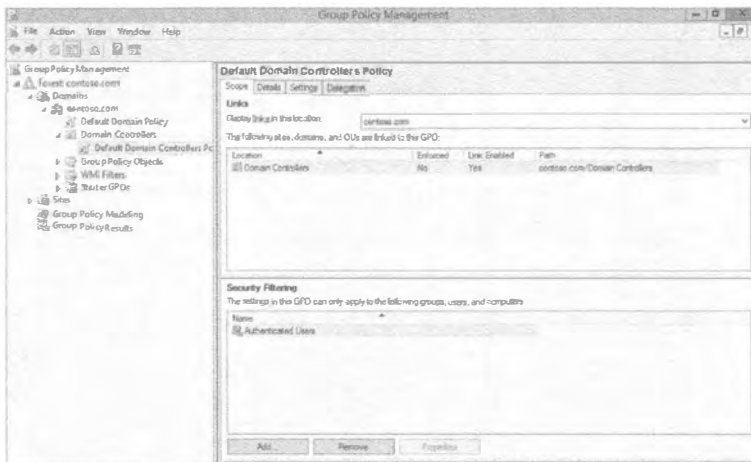 Group Policy Management
File Action View Window Help
Group Policy Management
Forest: contoso.com
Domains
contoso.com
Default Domain Policy
Domain Controllers
Default Domain Controllers Pc
Group Policy Objects
WMI Filters
Starter GPOs
Sites
Group Policy Modeling
Group Policy Results
Default Domain Controllers Policy
Scope Details Settings Delegation
Links
Display links in this location: contoso.com
The following sites, domains, and OUs are linked to this GPO:
Location Enforced Link Enabled Path
Domain Controllers No Yes contoso.com/Domain Controllers
Security Filtering
The settings in this GPO can only apply to the following groups, users, and computers
Name
Authenticated Users
Add... Remove Properties